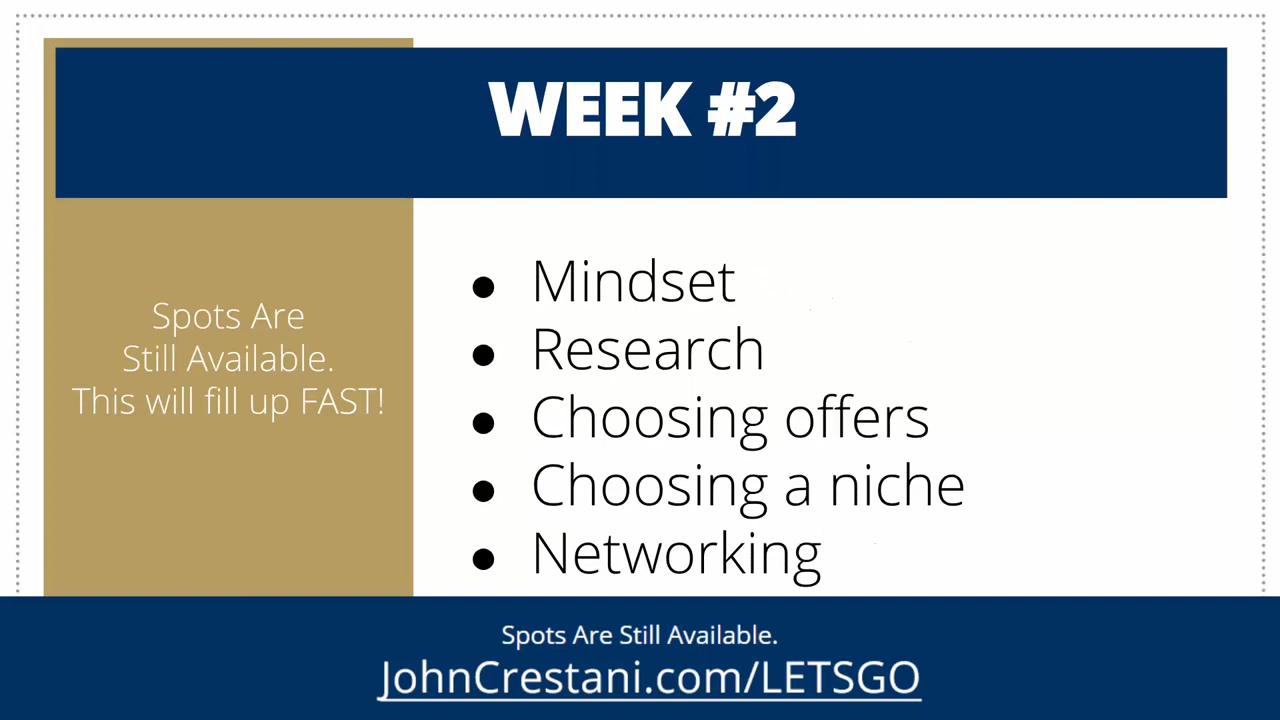 WEEK #2
Spots Are
Still Available.
This will fill up FAST!
● Mindset
● Research
● Choosing offers
● Choosing a niche
● Networking
Spots Are Still Available.
JohnCrestani.com/LETSGO